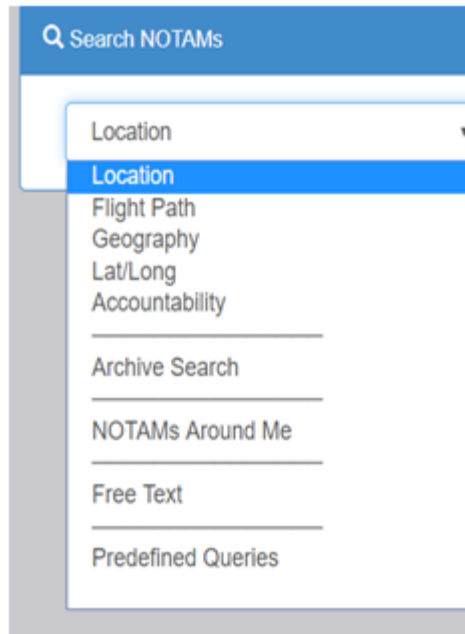 Search NOTAMs
Location
Location
Flight Path
Geography
Lat/Long
Accountability
Archive Search
NOTAMs Around Me
Free Text
Predefined Queries